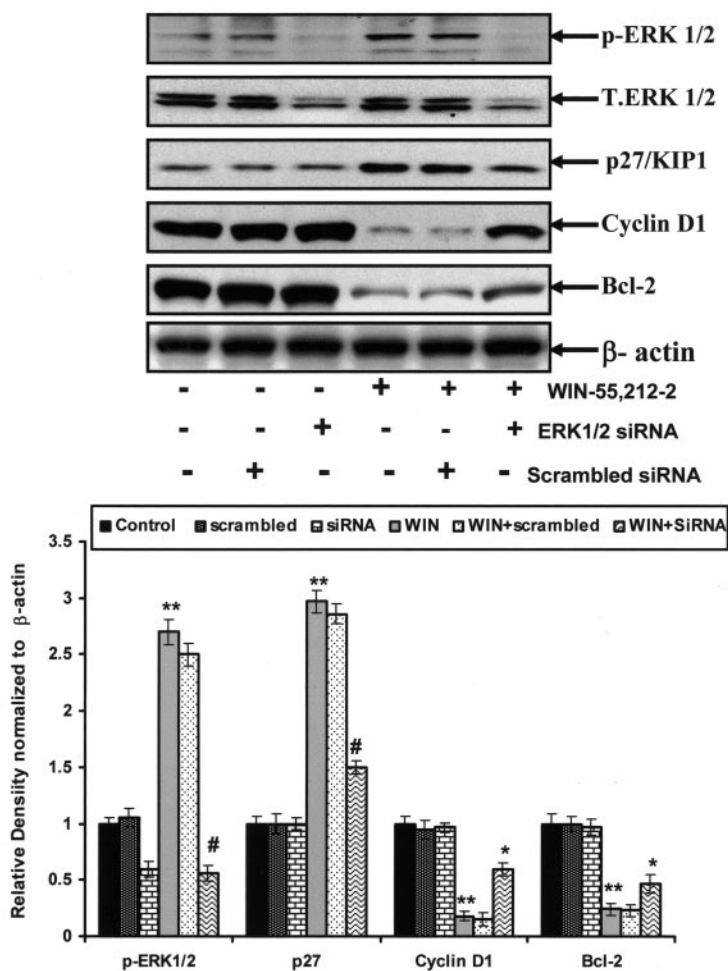 p-ERK 1/2
T.ERK 1/2
p27/KIP1
Cyclin D1
Bcl-2
β- actin
- - - + + + WIN-55,212-2
- - + - - + ERK1/2 siRNA
- + - - + - Scrambled siRNA
Control scrambled siRNA WIN WIN+scrambled WIN+SiRNA
Relative Densiity normalized to β-actin
3.5
3
2.5
2
1.5
1
0.5
0
** # ** # ** * ** *
p-ERK1/2 p27 Cyclin D1 Bcl-2